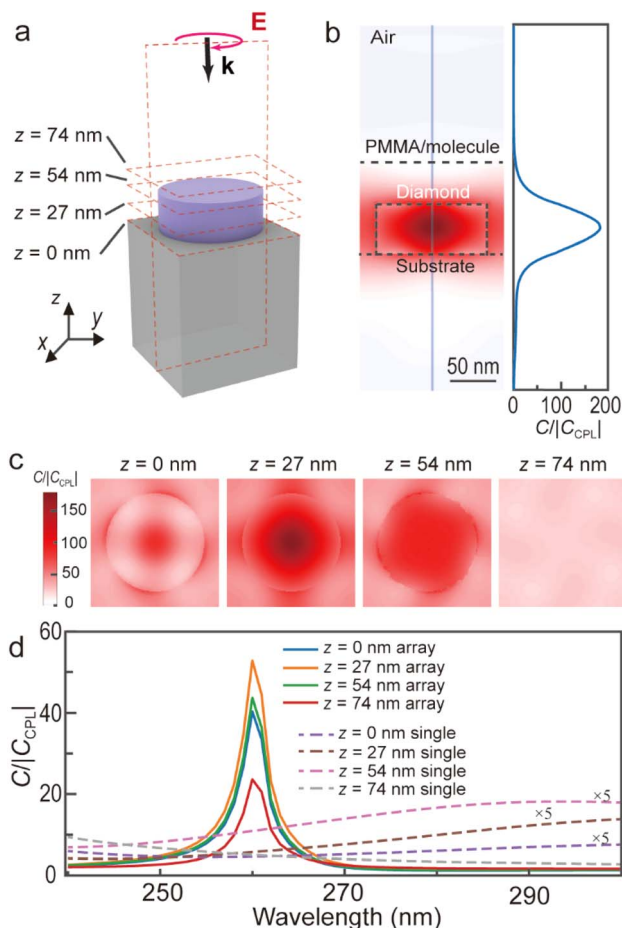 a
E
k
z = 74 nm
z = 54 nm
z = 27 nm
z = 0 nm
z
y
x
b
Air
PMMA/molecule
Diamond
Substrate
50 nm
0 100 200
C/|C_CPL|
c
C/|C_CPL|
150
100
50
0
z = 0 nm z = 27 nm z = 54 nm z = 74 nm
d
60
40
20
0
C/|C_CPL|
z = 0 nm array
z = 27 nm array
z = 54 nm array
z = 74 nm array
z = 0 nm single
z = 27 nm single
z = 54 nm single
z = 74 nm single
×5
×5
×5
250 270 290
Wavelength (nm)